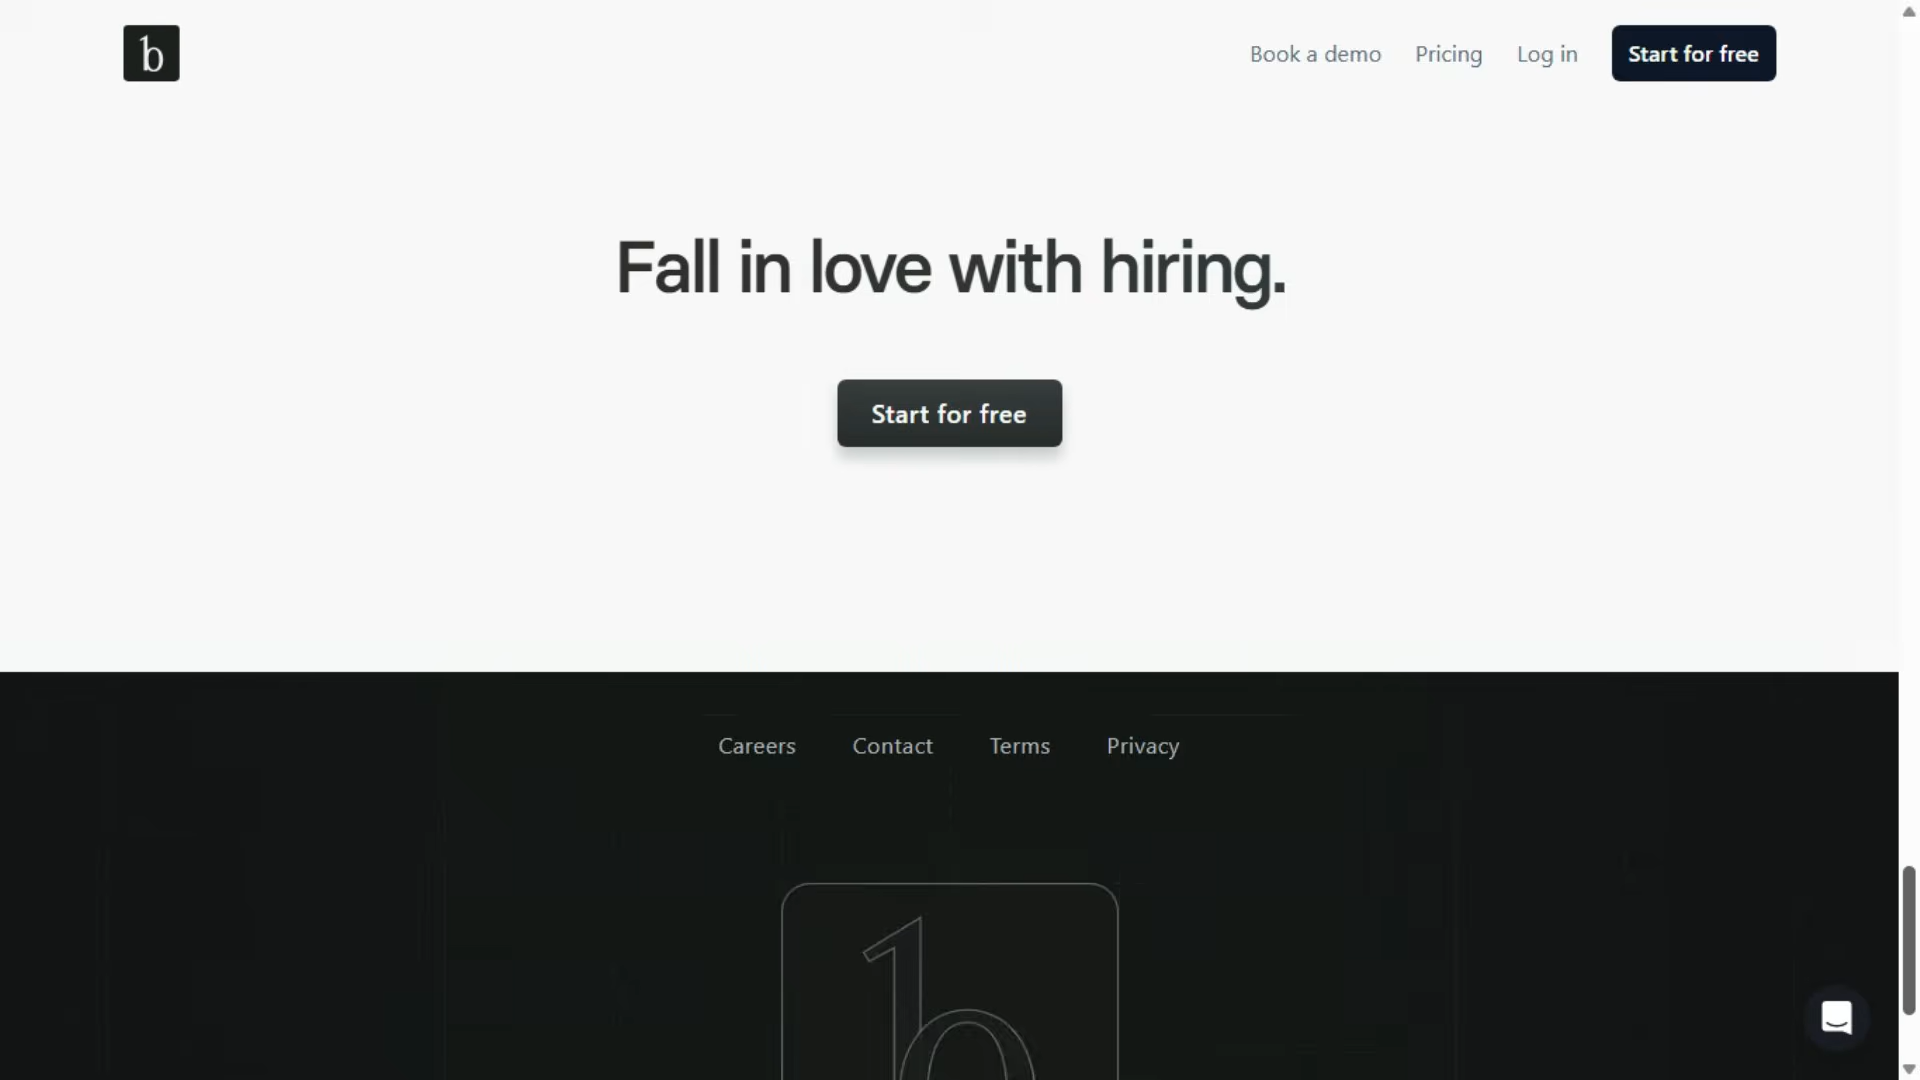 b
Book a demo Pricing Log in Start for free
Fall in love with hiring.
Start for free
Careers Contact Terms Privacy
b